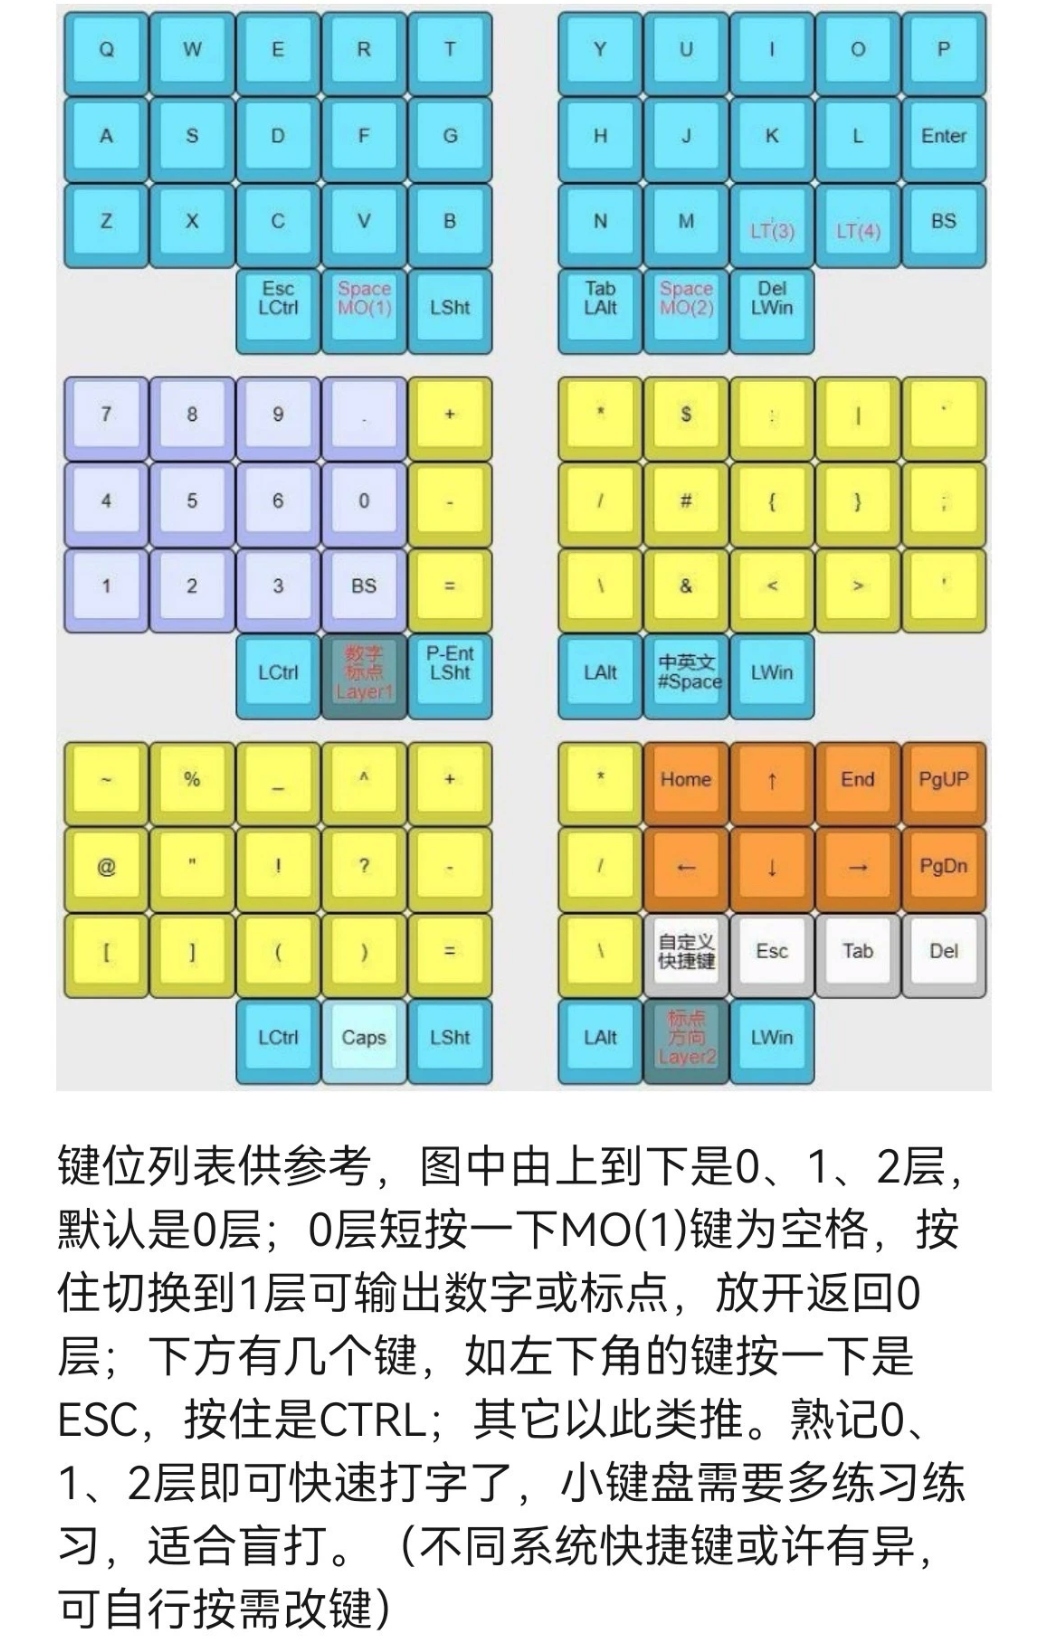 Q W E R T Y U I O P
A S D F G H J K L Enter
Z X C V B N M LT(3) LT(4) BS
Esc Space Tab Space Del
LCtrl MO(1) LSht LAlt MO(2) LWin
7 8 9 . + * $ : | `
4 5 6 0 - / # { } ;
1 2 3 BS = \ & < > '
数字 P-Ent 中英文
LCtrl 标点 LSht LAlt #Space LWin
Layer1
~ % _ ^ + * Home ↑ End PgUP
@ " ! ? - / ← ↓ → PgDn
[ ] ( ) = \ 自定义 Esc Tab Del
快捷键
标点
LCtrl Caps LSht LAlt 方向 LWin
Layer2
键位列表供参考，图中由上到下是0、1、2层，
默认是0层；0层短按一下MO(1)键为空格，按
住切换到1层可输出数字或标点，放开返回0
层；下方有几个键，如左下角的键按一下是
ESC，按住是CTRL；其它以此类推。熟记0、
1、2层即可快速打字了，小键盘需要多练习练
习，适合盲打。（不同系统快捷键或许有异，
可自行按需改键）